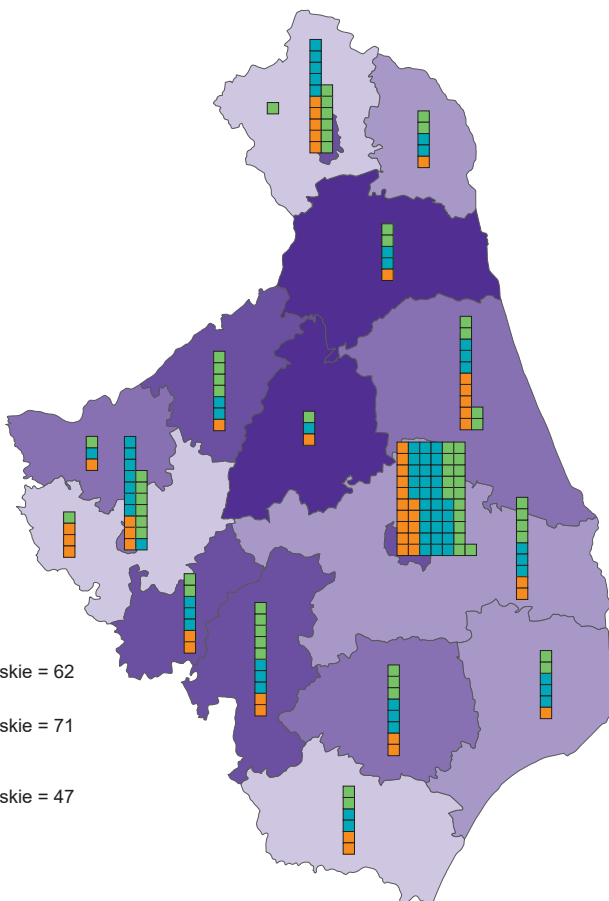 skie = 62
skie = 71
skie = 47